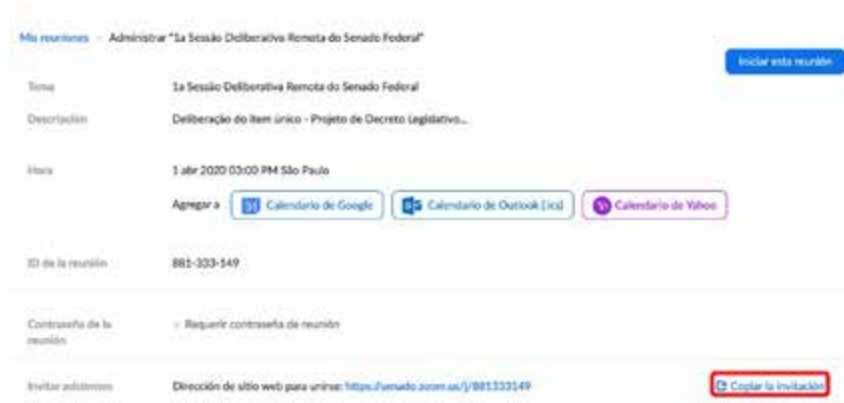 Mis reuniones > Administrar "1a Sessão Deliberativa Remota do Senado Federal"
Iniciar esta reunión
Tema 1a Sessão Deliberativa Remota do Senado Federal
Descripción Deliberação do item único - Projeto de Decreto Legislativo...
Hora 1 abr 2020 03:00 PM São Paulo
Agregar a Calendario de Google Calendario de Outlook (.ics) Calendario de Yahoo
ID de la reunión 881-333-149
Contraseña de la Requerir contraseña de reunión
reunión
Invitar asistentes Dirección de sitio web para unirse: https://senado.zoom.us/j/881333149 Copiar la invitación